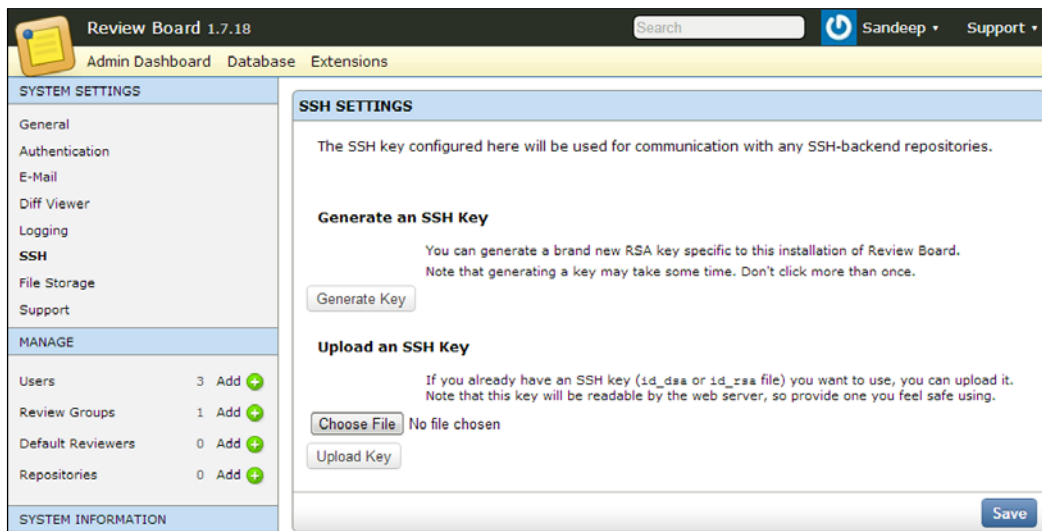 Review Board 1.7.18
Search
Sandeep
Support
Admin Dashboard Database Extensions
SYSTEM SETTINGS
General
Authentication
E-Mail
Diff Viewer
Logging
SSH
File Storage
Support
MANAGE
Users 3 Add
Review Groups 1 Add
Default Reviewers 0 Add
Repositories 0 Add
SYSTEM INFORMATION
SSH SETTINGS
The SSH key configured here will be used for communication with any SSH-backend repositories.
Generate an SSH Key
You can generate a brand new RSA key specific to this installation of Review Board.
Note that generating a key may take some time. Don't click more than once.
Generate Key
Upload an SSH Key
If you already have an SSH key (id_dsa or id_rsa file) you want to use, you can upload it.
Note that this key will be readable by the web server, so provide one you feel safe using.
Choose File No file chosen
Upload Key
Save